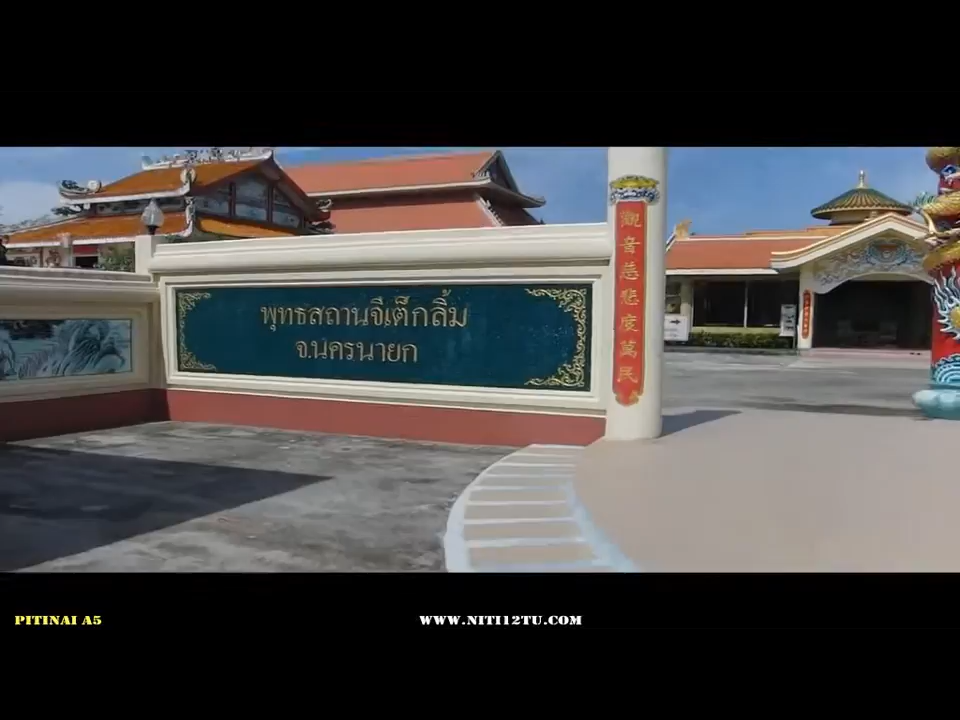 พุทธสถานจีเต็กลิ้ม
จ.นครนายก
觀音慈悲度萬民
PITINAI A5
WWW.NITI12TU.COM